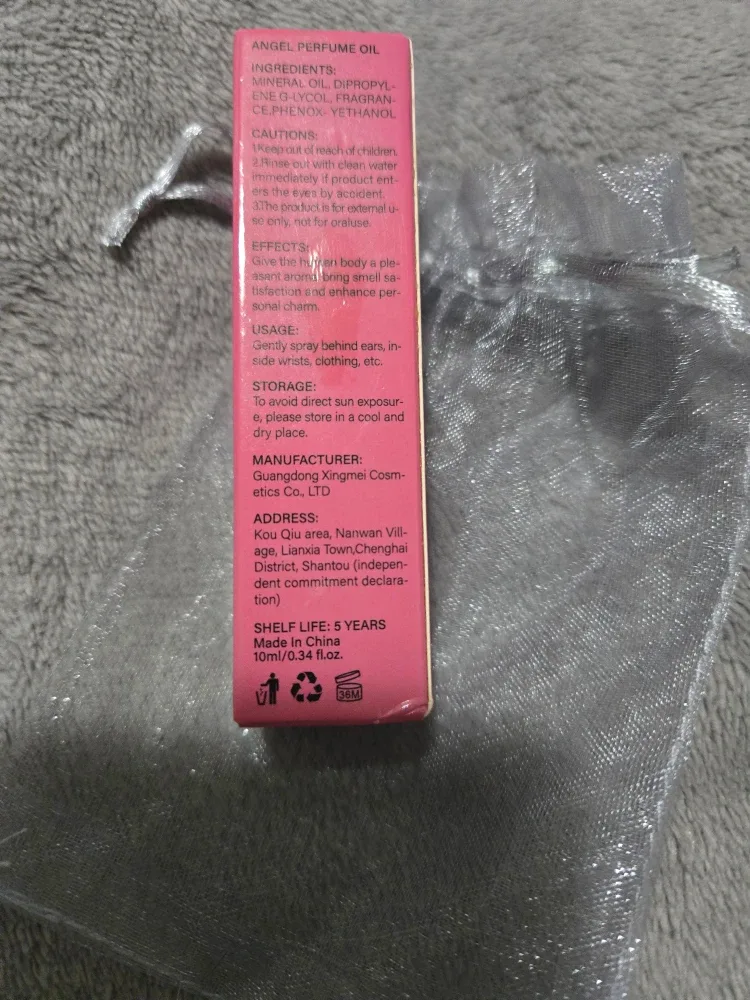 ANGEL PERFUME OIL
INGREDIENTS:
MINERAL OIL, DIPROPYL-
ENE G-LYCOL, FRAGRAN-
CE,PHENOX- YETHANOL
CAUTIONS:
1.Keep out of reach of children.
2.Rinse out with clean water
immediately if product ent-
ers the eyes by accident.
3.The product is for external u-
se only, not for oraluse.
EFFECTS:
Give the human body a ple-
asant aroma, bring smell sa-
tisfaction and enhance per-
sonal charm.
USAGE:
Gently spray behind ears, in-
side wrists, clothing, etc.
STORAGE:
To avoid direct sun exposur-
e, please store in a cool and
dry place.
MANUFACTURER:
Guangdong Xingmei Cosm-
etics Co., LTD
ADDRESS:
Kou Qiu area, Nanwan Vill-
age, Lianxia Town,Chenghai
District, Shantou (indepen-
dent commitment declara-
tion)
SHELF LIFE: 5 YEARS
Made In China
10ml/0.34 fl.oz.
36M